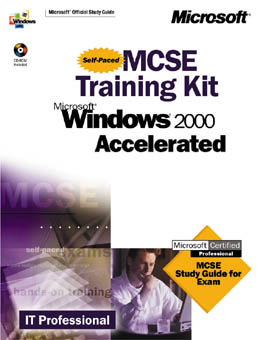 Microsoft® Official Study Guide
Microsoft®
Windows
CD-ROM
Included
Self-Paced
MCSE
Training Kit
Microsoft®
Windows 2000
Accelerated
MCSE
self-paced
exams
hands-on training
Microsoft Certified
Professional
MCSE
Study Guide for
Exam
IT Professional